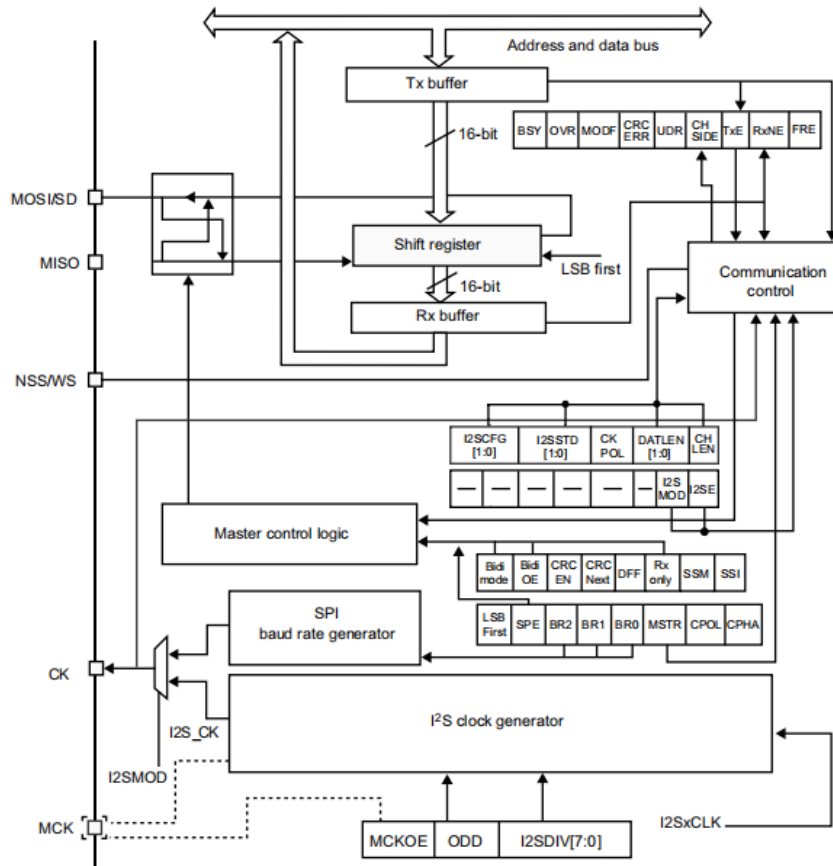 Address and data bus
Tx buffer
BSY OVR MODF CRC ERR UDR CH SIDE TxE RxNE FRE
16-bit
MOSI/SD
Shift register
MISO
LSB first
Communication control
16-bit
Rx buffer
NSS/WS
I2SCFG [1:0] I2SSTD [1:0] CK POL DATLEN [1:0] CH LEN
I2S MOD I2SE
Master control logic
Bidi mode Bidi OE CRC EN CRC Next DFF Rx only SSM SSI
SPI
baud rate generator
LSB First SPE BR2 BR1 BR0 MSTR CPOL CPHA
CK
I2S_CK
I²S clock generator
I2SMOD
MCK
I2SxCLK
MCKOE ODD I2SDIV[7:0]